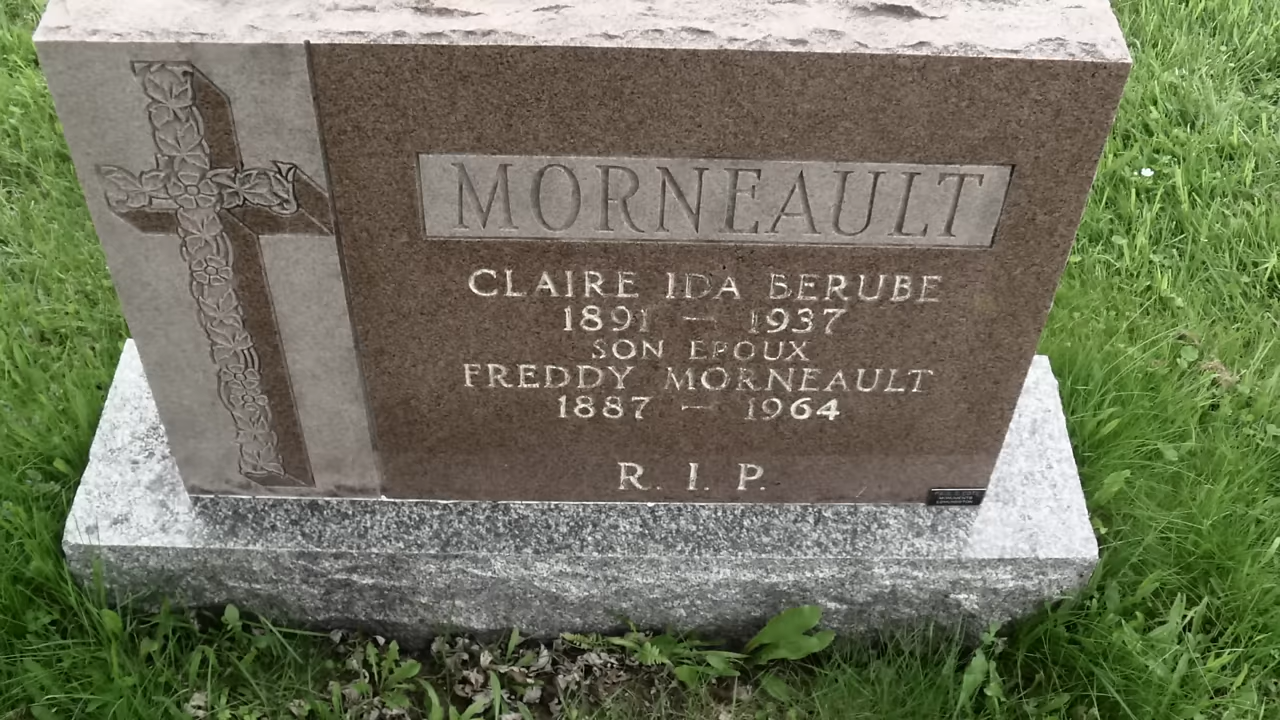 MORNEAULT
CLAIRE IDA BERUBE
1891 - 1937
SON EPOUX
FREDDY MORNEAULT
1887 - 1964
R. I. P.